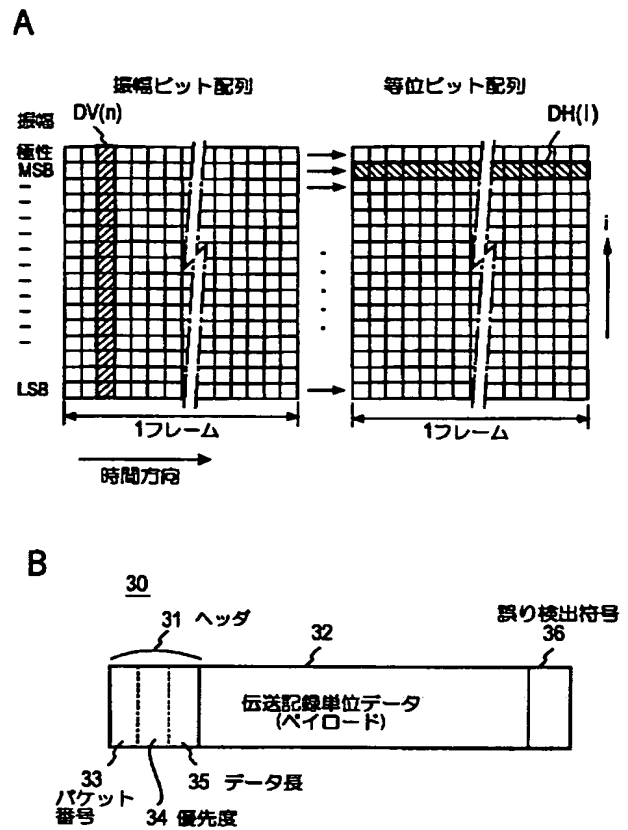 A
振幅ビット配列
等位ビット配列
DV(n)
DH(i)
振幅
極性
MSB
i
LSB
1フレーム
1フレーム
時間方向
B
30
31 ヘッダ
32
誤り検出符号
36
伝送記録単位データ
(ペイロード)
33
パケット
番号
34 優先度
35 データ長